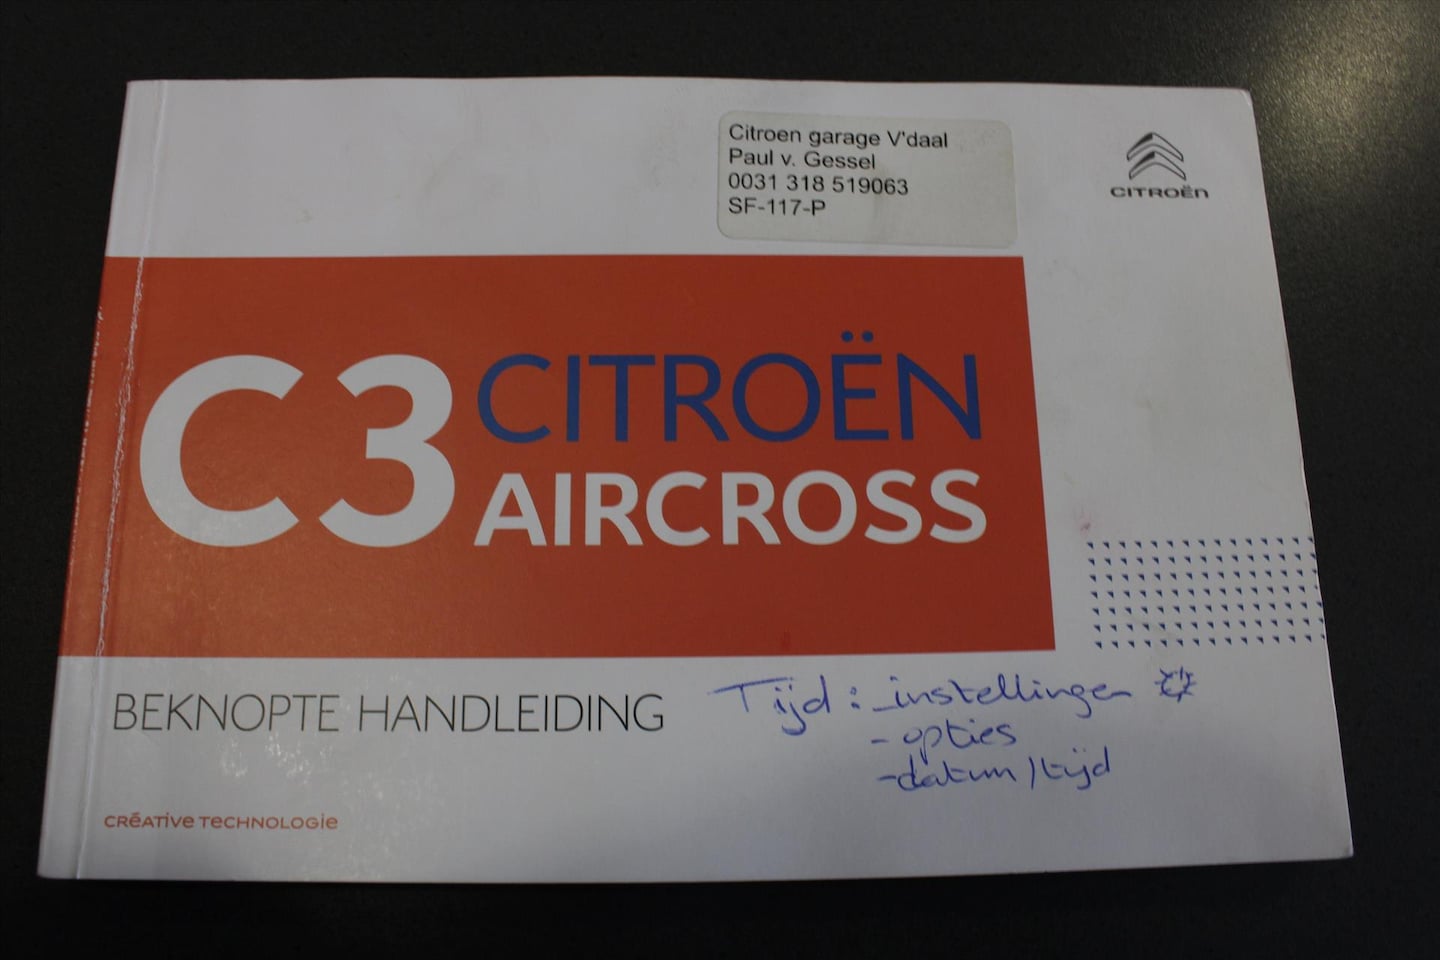 Citroen garage V'daal
Paul v. Gessel
0031 318 519063
SF-117-P
CITROËN
C3 CITROËN
AIRCROSS
BEKNOPTE HANDLEIDING
Tijd : - instellingen
- opties
- datum / tijd
CRÉATIVE TECHNOLOGIE